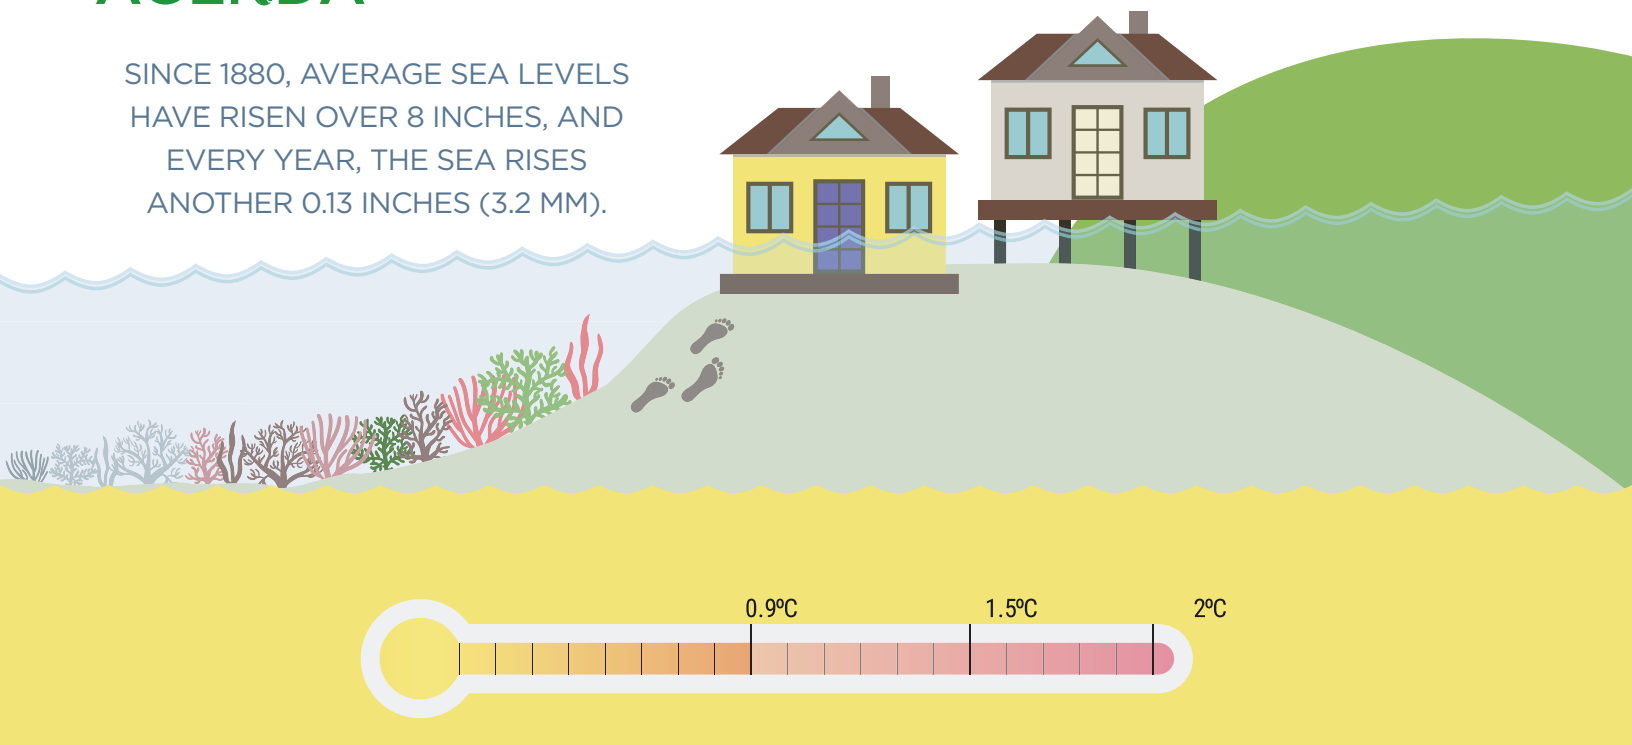 SINCE 1880, AVERAGE SEA LEVELS
HAVE RISEN OVER 8 INCHES, AND
EVERY YEAR, THE SEA RISES
ANOTHER 0.13 INCHES (3.2 MM).
0.9ºC 1.5ºC 2ºC